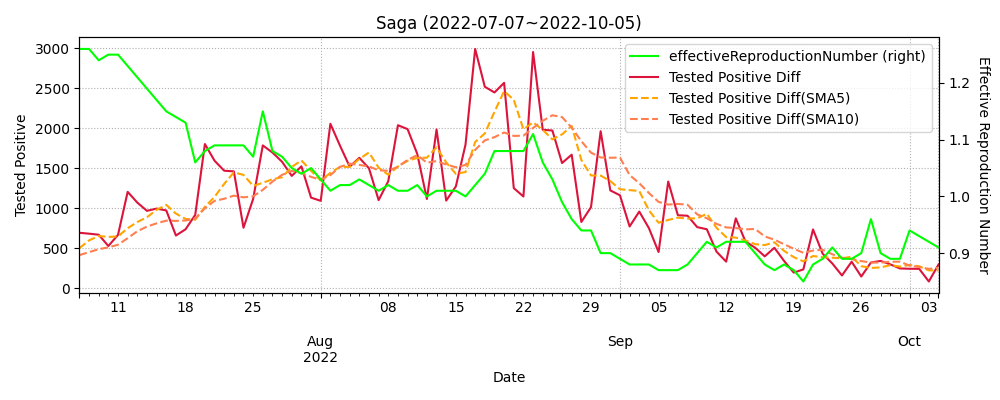 Saga (2022-07-07~2022-10-05)
effectiveReproductionNumber (right)
Tested Positive Diff
Tested Positive Diff(SMA5)
Tested Positive Diff(SMA10)
Tested Positive
3000
2500
2000
1500
1000
500
0
1.2
1.1
1.0
0.9
Effective Reproduction Number
11 18 25 08 15 22 29 05 12 19 26 03
Aug Sep Oct
2022
Date